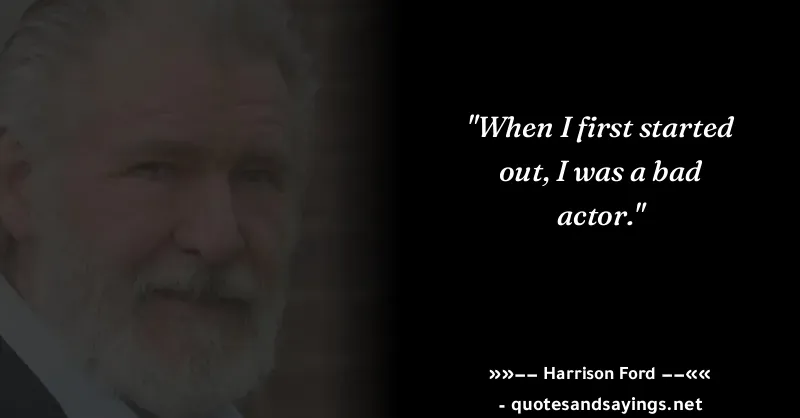 "When I first started
out, I was a bad
actor."
»»−− Harrison Ford −−««
- quotesandsayings.net